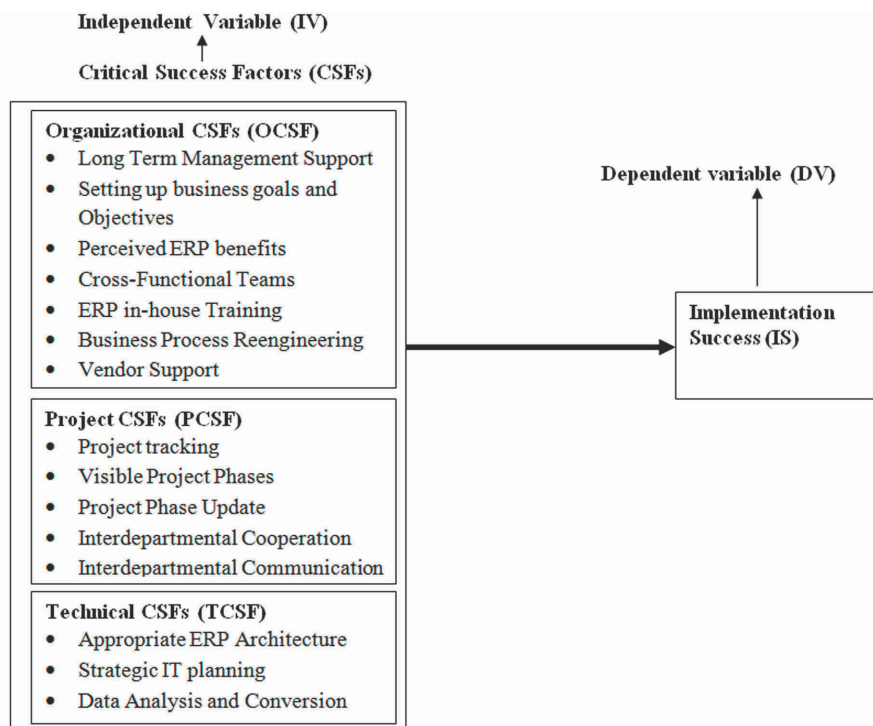 Independent Variable (IV)
Critical Success Factors (CSFs)
Organizational CSFs (OCSF)
• Long Term Management Support
• Setting up business goals and
Objectives
• Perceived ERP benefits
• Cross-Functional Teams
• ERP in-house Training
• Business Process Reengineering
• Vendor Support
Project CSFs (PCSF)
• Project tracking
• Visible Project Phases
• Project Phase Update
• Interdepartmental Cooperation
• Interdepartmental Communication
Technical CSFs (TCSF)
• Appropriate ERP Architecture
• Strategic IT planning
• Data Analysis and Conversion
Dependent variable (DV)
Implementation
Success (IS)